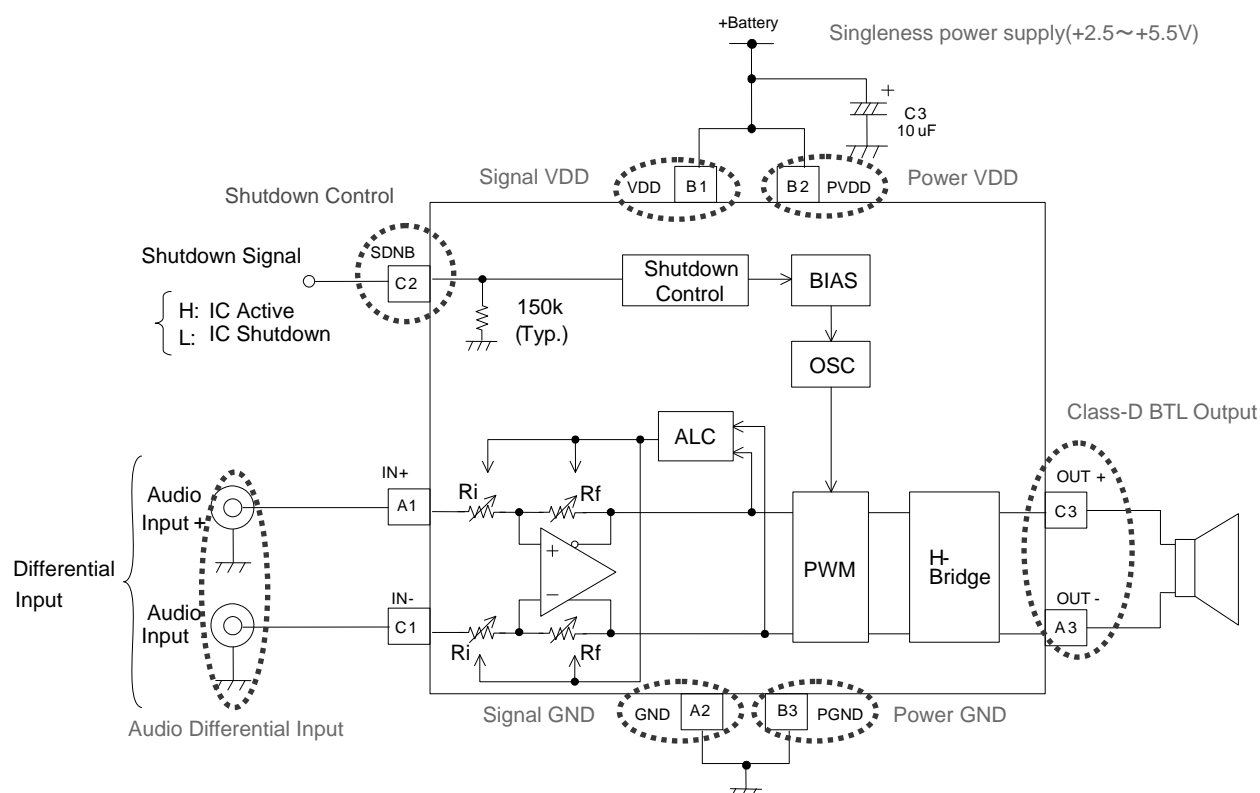 +Battery
Singleness power supply(+2.5～+5.5V)
+
C3
10 uF
Signal VDD
VDD
B1
B2
PVDD
Power VDD
Shutdown Control
Shutdown Signal
SDNB
C2
H: IC Active
L: IC Shutdown
150k
(Typ.)
Shutdown
Control
BIAS
OSC
Class-D BTL Output
ALC
Differential
Input
Audio
Input +
IN+
A1
Ri
Rf
+
−
PWM
H-
Bridge
OUT +
C3
Audio
Input
IN-
C1
Ri
Rf
OUT -
A3
Audio Differential Input
Signal GND
GND
A2
B3
PGND
Power GND